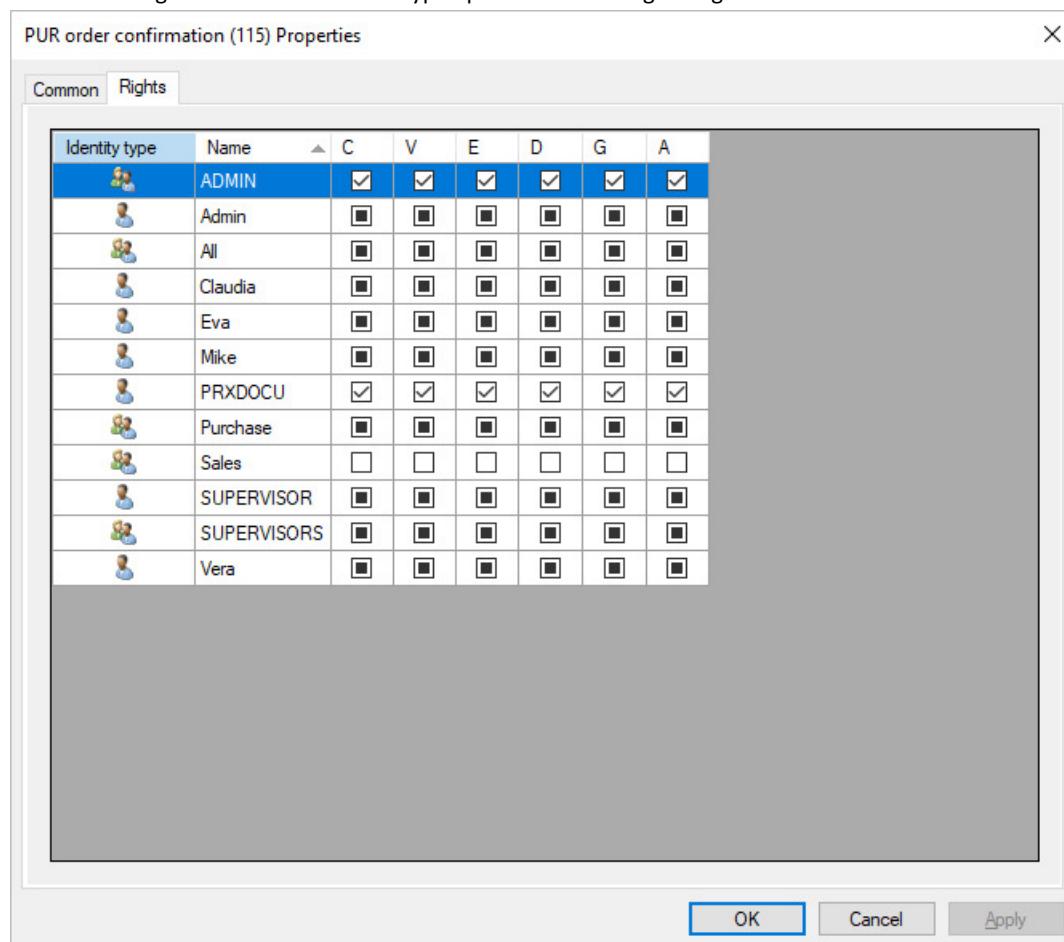 PUR order confirmation (115) Properties
Common Rights
Identity type Name C V E D G A
ADMIN
Admin
All
Claudia
Eva
Mike
PRXDOCU
Purchase
Sales
SUPERVISOR
SUPERVISORS
Vera
OK Cancel Apply